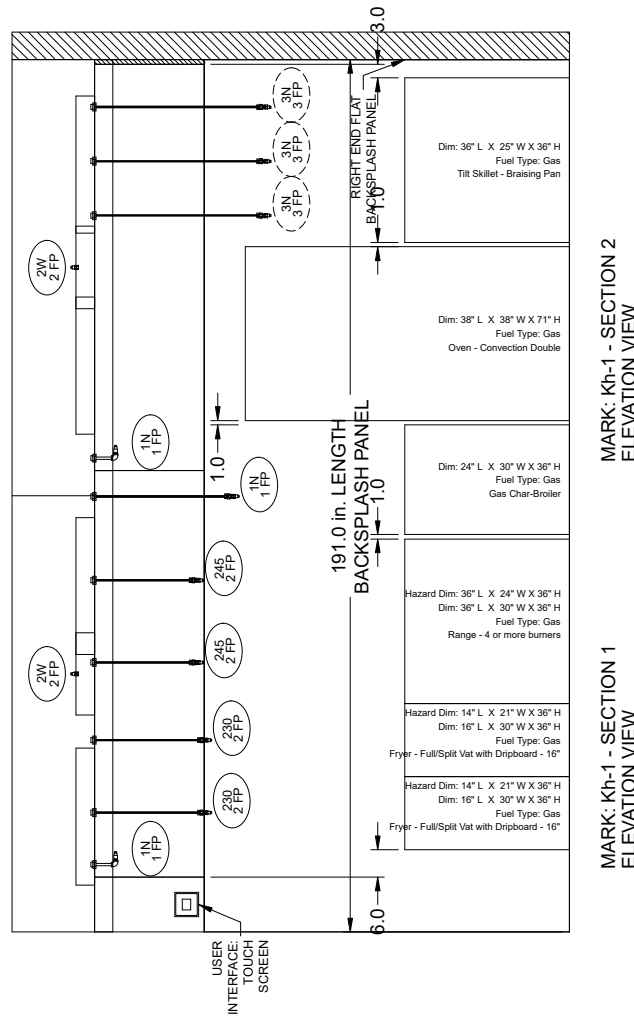 2W
2 FP
2W
2 FP
1N
1 FP
230
2 FP
230
2 FP
245
2 FP
245
2 FP
1N
1 FP
1N
1 FP
3N
3 FP
3N
3 FP
3N
3 FP
USER
INTERFACE:
TOUCH
SCREEN
6.0
191.0 in. LENGTH
BACKSPLASH PANEL
1.0
1.0
1.0
3.0
RIGHT END FLAT
BACKSPLASH PANEL
Hazard Dim: 14" L X 21" W X 36" H
Dim: 16" L X 30" W X 36" H
Fuel Type: Gas
Fryer - Full/Split Vat with Dripboard - 16"
Hazard Dim: 14" L X 21" W X 36" H
Dim: 16" L X 30" W X 36" H
Fuel Type: Gas
Fryer - Full/Split Vat with Dripboard - 16"
Hazard Dim: 36" L X 24" W X 36" H
Dim: 36" L X 30" W X 36" H
Fuel Type: Gas
Range - 4 or more burners
Dim: 24" L X 30" W X 36" H
Fuel Type: Gas
Gas Char-Broiler
Dim: 38" L X 38" W X 71" H
Fuel Type: Gas
Oven - Convection Double
Dim: 36" L X 25" W X 36" H
Fuel Type: Gas
Tilt Skillet - Braising Pan
MARK: Kh-1 - SECTION 1
ELEVATION VIEW
MARK: Kh-1 - SECTION 2
ELEVATION VIEW